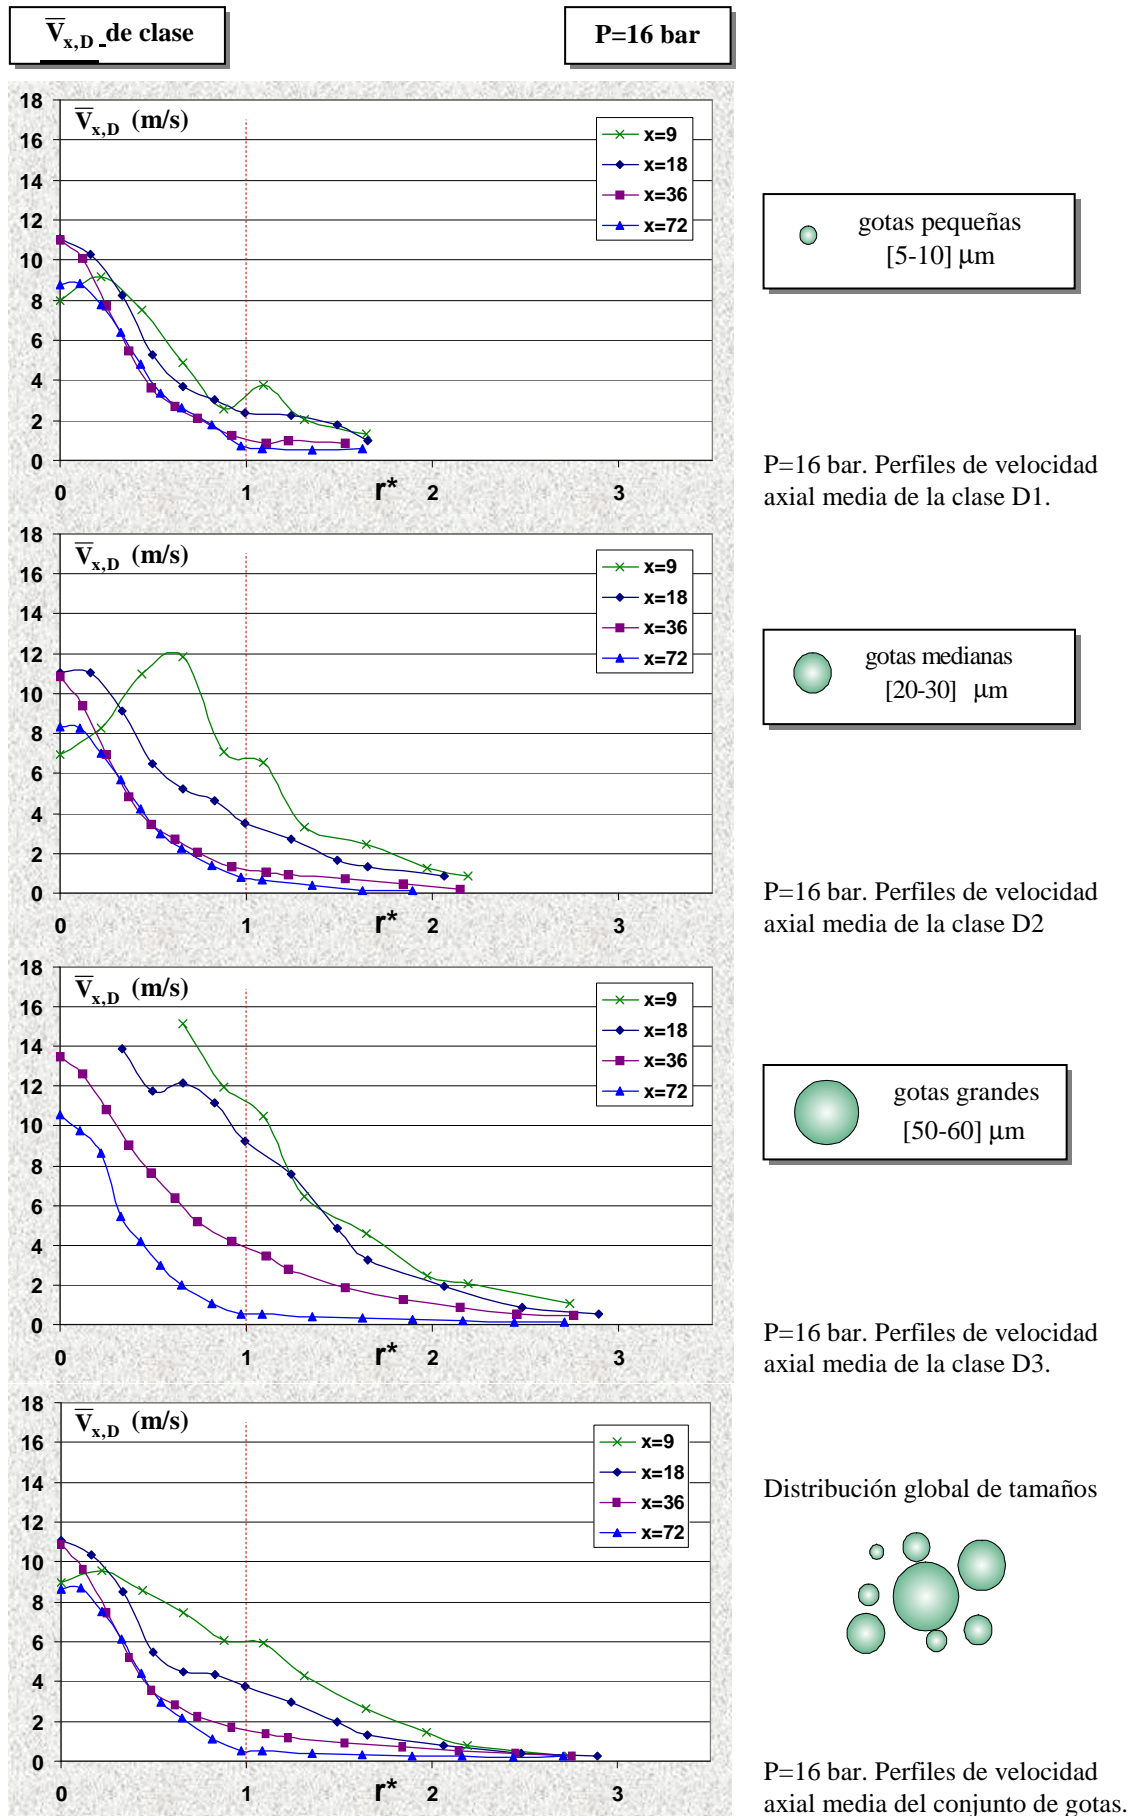 V̅x,D de clase
P=16 bar
V̅x,D (m/s)
18
16
14
12
10
8
6
4
2
0
0 1 r* 2 3
x=9
x=18
x=36
x=72
gotas pequeñas
[5-10] μm
P=16 bar. Perfiles de velocidad
axial media de la clase D1.
V̅x,D (m/s)
18
16
14
12
10
8
6
4
2
0
0 1 r* 2 3
x=9
x=18
x=36
x=72
gotas medianas
[20-30] μm
P=16 bar. Perfiles de velocidad
axial media de la clase D2
V̅x,D (m/s)
18
16
14
12
10
8
6
4
2
0
0 1 r* 2 3
x=9
x=18
x=36
x=72
gotas grandes
[50-60] μm
P=16 bar. Perfiles de velocidad
axial media de la clase D3.
V̅x,D (m/s)
18
16
14
12
10
8
6
4
2
0
0 1 r* 2 3
x=9
x=18
x=36
x=72
Distribución global de tamaños
P=16 bar. Perfiles de velocidad
axial media del conjunto de gotas.